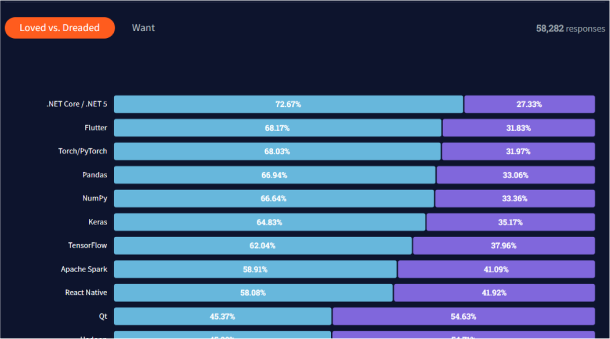 Loved vs. Dreaded Want 58,282 responses
.NET Core / .NET 5 72.67% 27.33%
Flutter 68.17% 31.83%
Torch/PyTorch 68.03% 31.97%
Pandas 66.94% 33.06%
NumPy 66.64% 33.36%
Keras 64.83% 35.17%
TensorFlow 62.04% 37.96%
Apache Spark 58.91% 41.09%
React Native 58.08% 41.92%
Qt 45.37% 54.63%